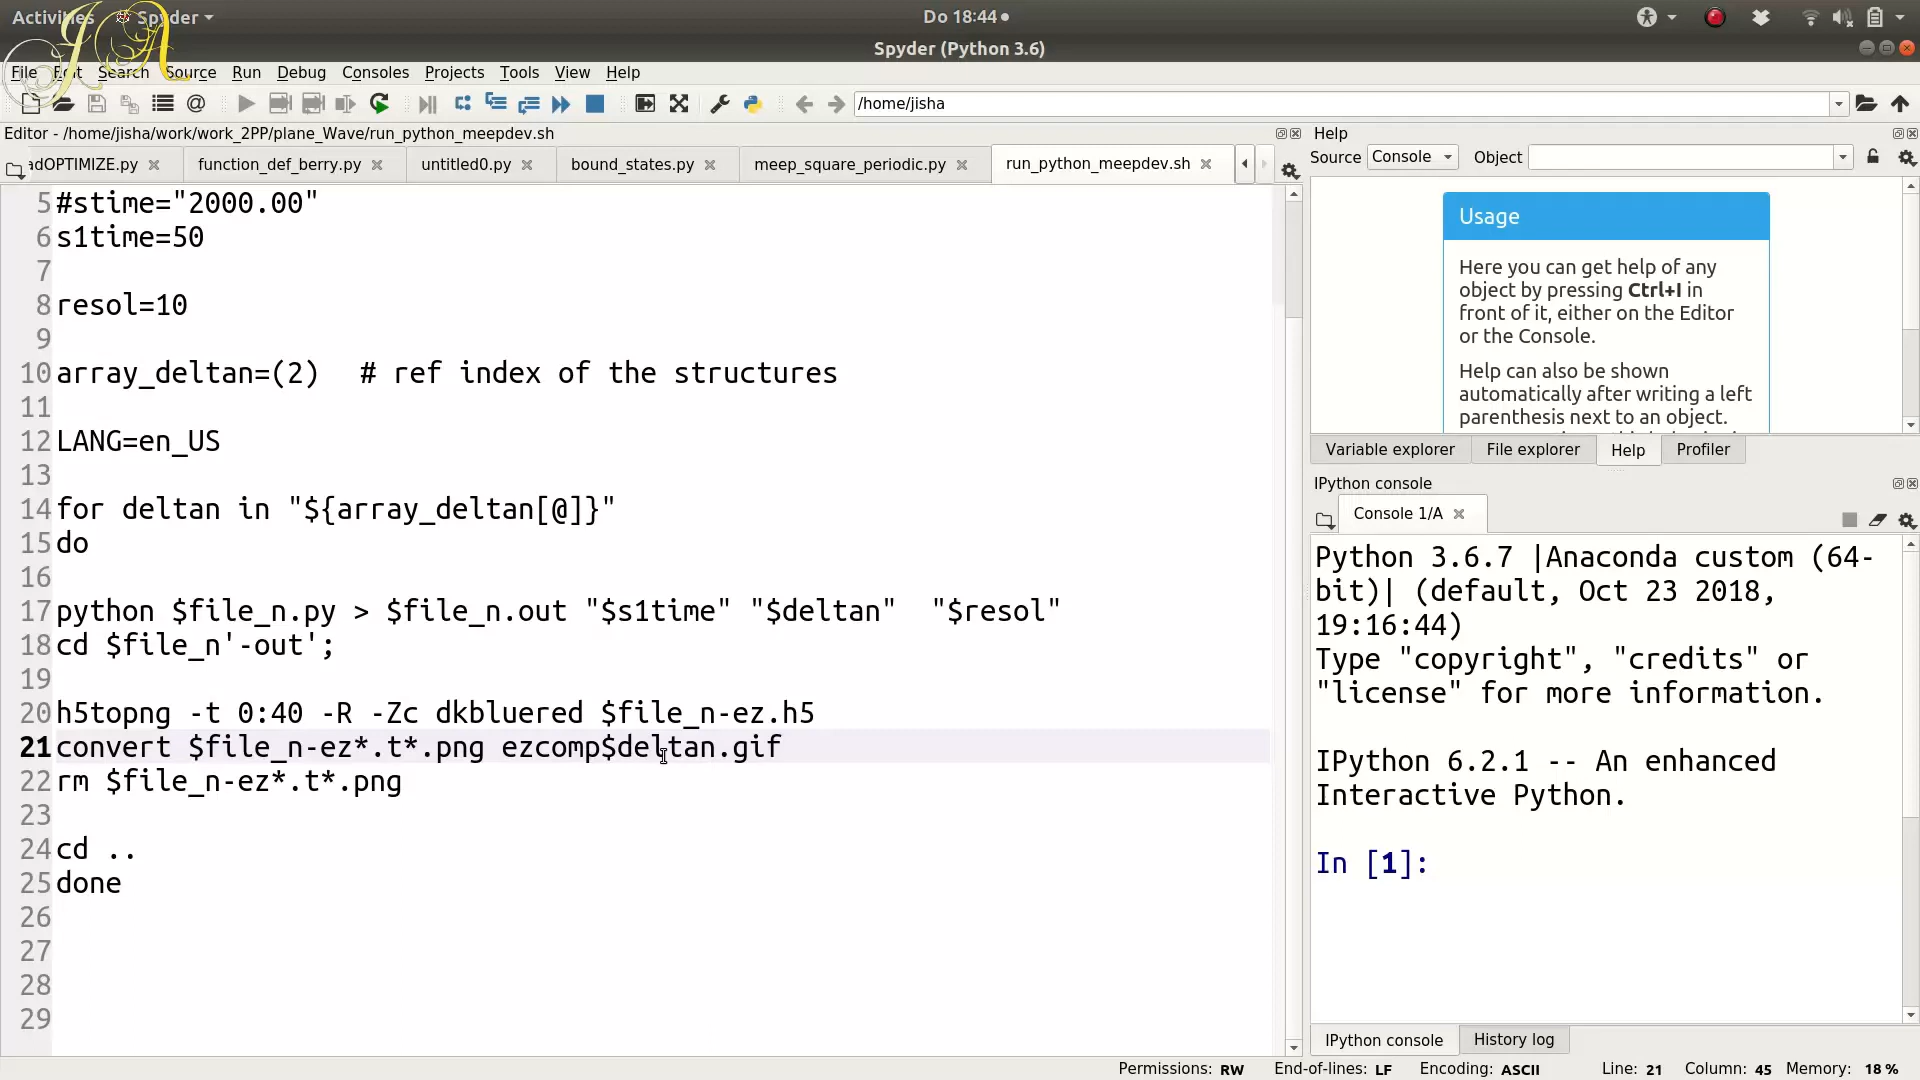 Activities Spyder
Do 18:44
Spyder (Python 3.6)
File Edit Search Source Run Debug Consoles Projects Tools View Help
/home/jisha
Editor - /home/jisha/work/work_2PP/plane_Wave/run_python_meepdev.sh
adOPTIMIZE.py function_def_berry.py untitled0.py bound_states.py meep_square_periodic.py run_python_meepdev.sh
5 #stime="2000.00"
6 s1time=50
7
8 resol=10
9
10 array_deltan=(2) # ref index of the structures
11
12 LANG=en_US
13
14 for deltan in "${array_deltan[@]}"
15 do
16
17 python $file_n.py > $file_n.out "$s1time" "$deltan" "$resol"
18 cd $file_n'-out';
19
20 h5topng -t 0:40 -R -Zc dkbluered $file_n-ez.h5
21 convert $file_n-ez*.t*.png ezcomp$deltan.gif
22 rm $file_n-ez*.t*.png
23
24 cd ..
25 done
26
27
28
29
Help
Source Console Object
Usage
Here you can get help of any
object by pressing Ctrl+I in
front of it, either on the Editor
or the Console.
Help can also be shown
automatically after writing a left
parenthesis next to an object.
Variable explorer File explorer Help Profiler
IPython console
Console 1/A
Python 3.6.7 |Anaconda custom (64-
bit)| (default, Oct 23 2018,
19:16:44)
Type "copyright", "credits" or
"license" for more information.
IPython 6.2.1 -- An enhanced
Interactive Python.
In [1]:
IPython console History log
Permissions: RW End-of-lines: LF Encoding: ASCII Line: 21 Column: 45 Memory: 18 %